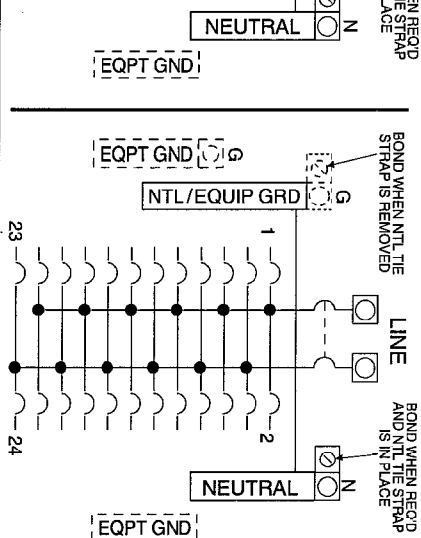 EN REQ'D
IE STRAP
LACE
NEUTRAL
N
EQPT GND
EQPT GND
G
BOND WHEN NTL TIE
STRAP IS REMOVED
NTL/EQUIP GRD
G
23
1
LINE
24
2
BOND WHEN REQ'D
AND NTL TIE STRAP
IS IN PLACE
NEUTRAL
N
EQPT GND